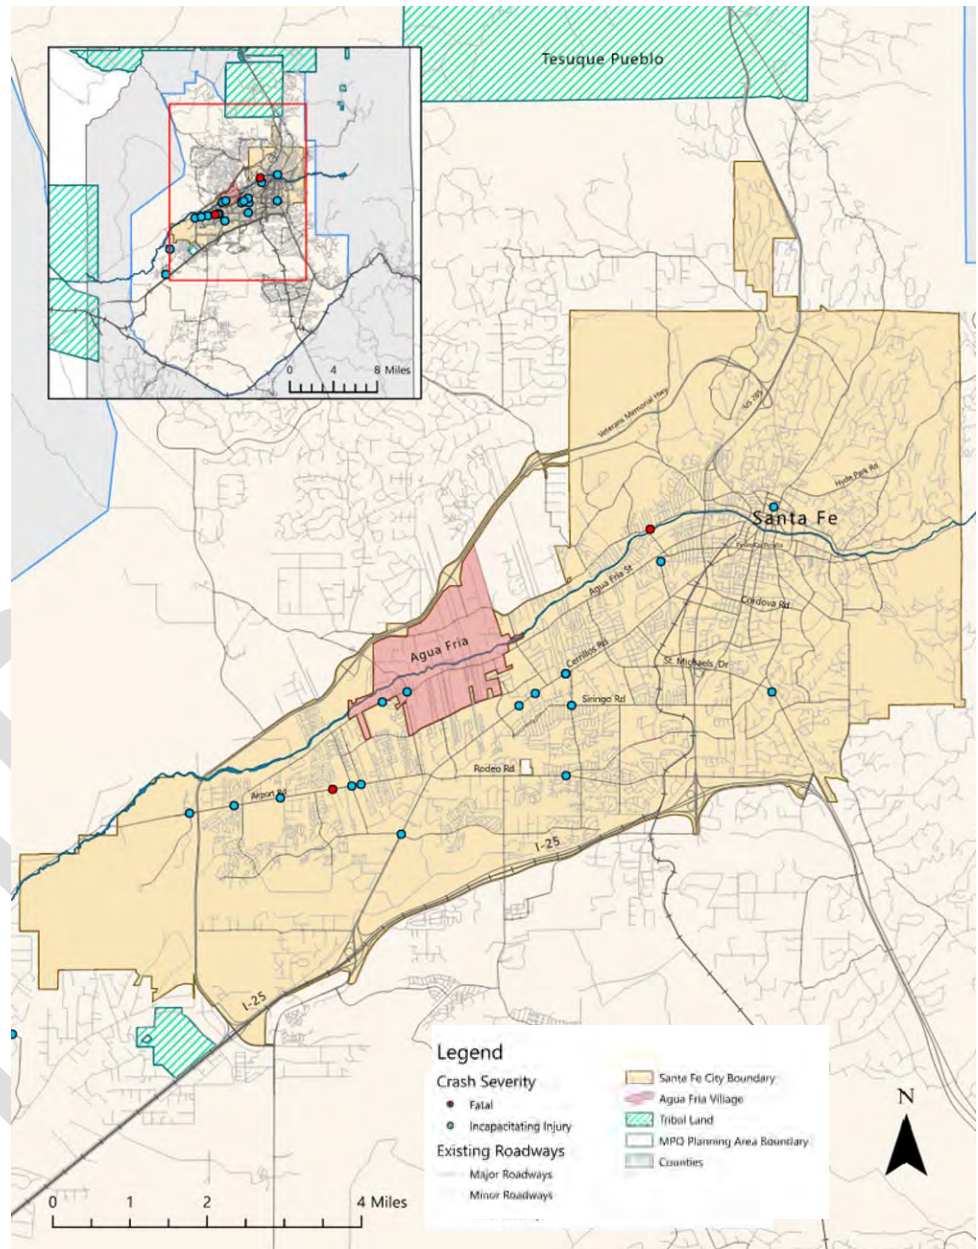 Tesuque Pueblo
0 4 8 Miles
Veterans Memorial Hwy
US 285
Hyde Park Rd
Santa Fe
Agua Fria St
Cordova Rd
Agua Fria
Cerrillos Rd
St. Michaels Dr
Siringo Rd
Rodeo Rd
Airport Rd
I-25
I-25
Legend
Crash Severity
Fatal
Incapacitating Injury
Existing Roadways
Major Roadways
Minor Roadways
Santa Fe City Boundary
Agua Fria Village
Tribal Land
MPO Planning Area Boundary
Counties
N
0 2 4 Miles